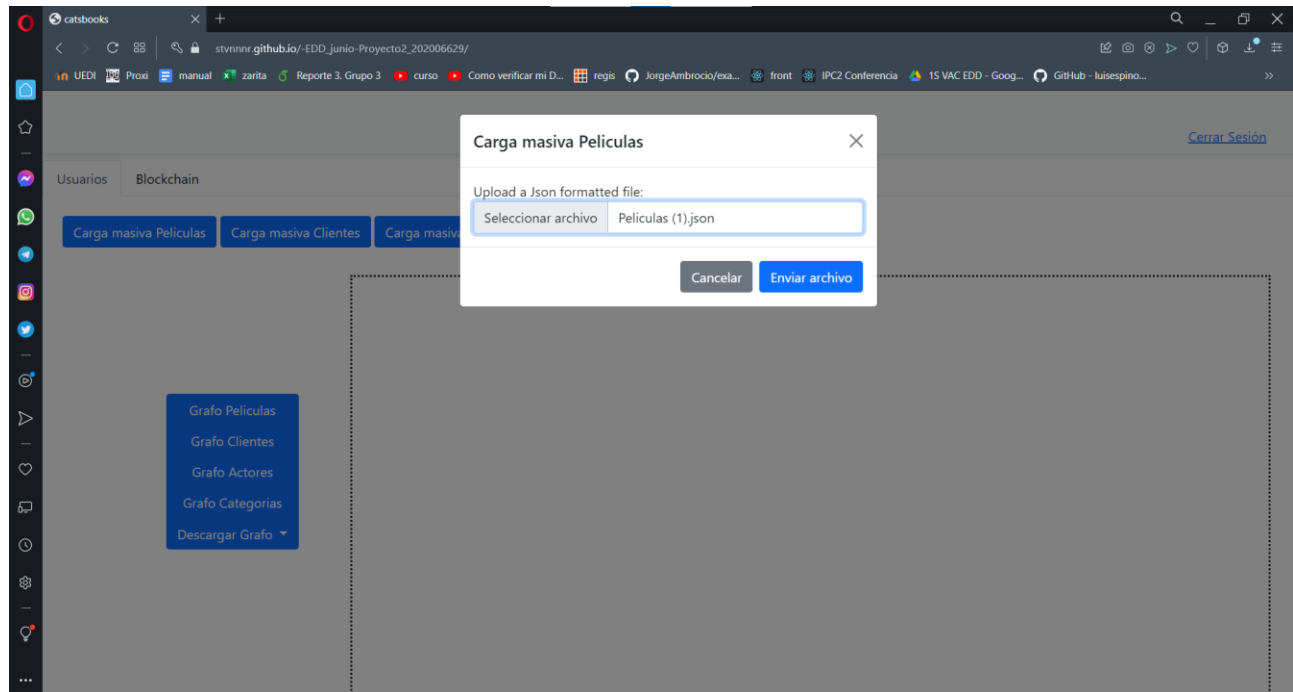 catsbooks
stvnnnr.github.io/-EDD_junio-Proyecto2_202006629/
UEDI Proxi manual zarita Reporte 3. Grupo 3 curso Como verificar mi D... regis JorgeAmbrocio/exa... front IPC2 Conferencia 1S VAC EDD - Goog... GitHub - luisespino... »
Carga masiva Peliculas
Cerrar Sesión
Usuarios Blockchain
Upload a Json formatted file:
Seleccionar archivo Peliculas (1).json
Carga masiva Peliculas Carga masiva Clientes Carga masiva
Cancelar Enviar archivo
Grafo Peliculas
Grafo Clientes
Grafo Actores
Grafo Categorias
Descargar Grafo